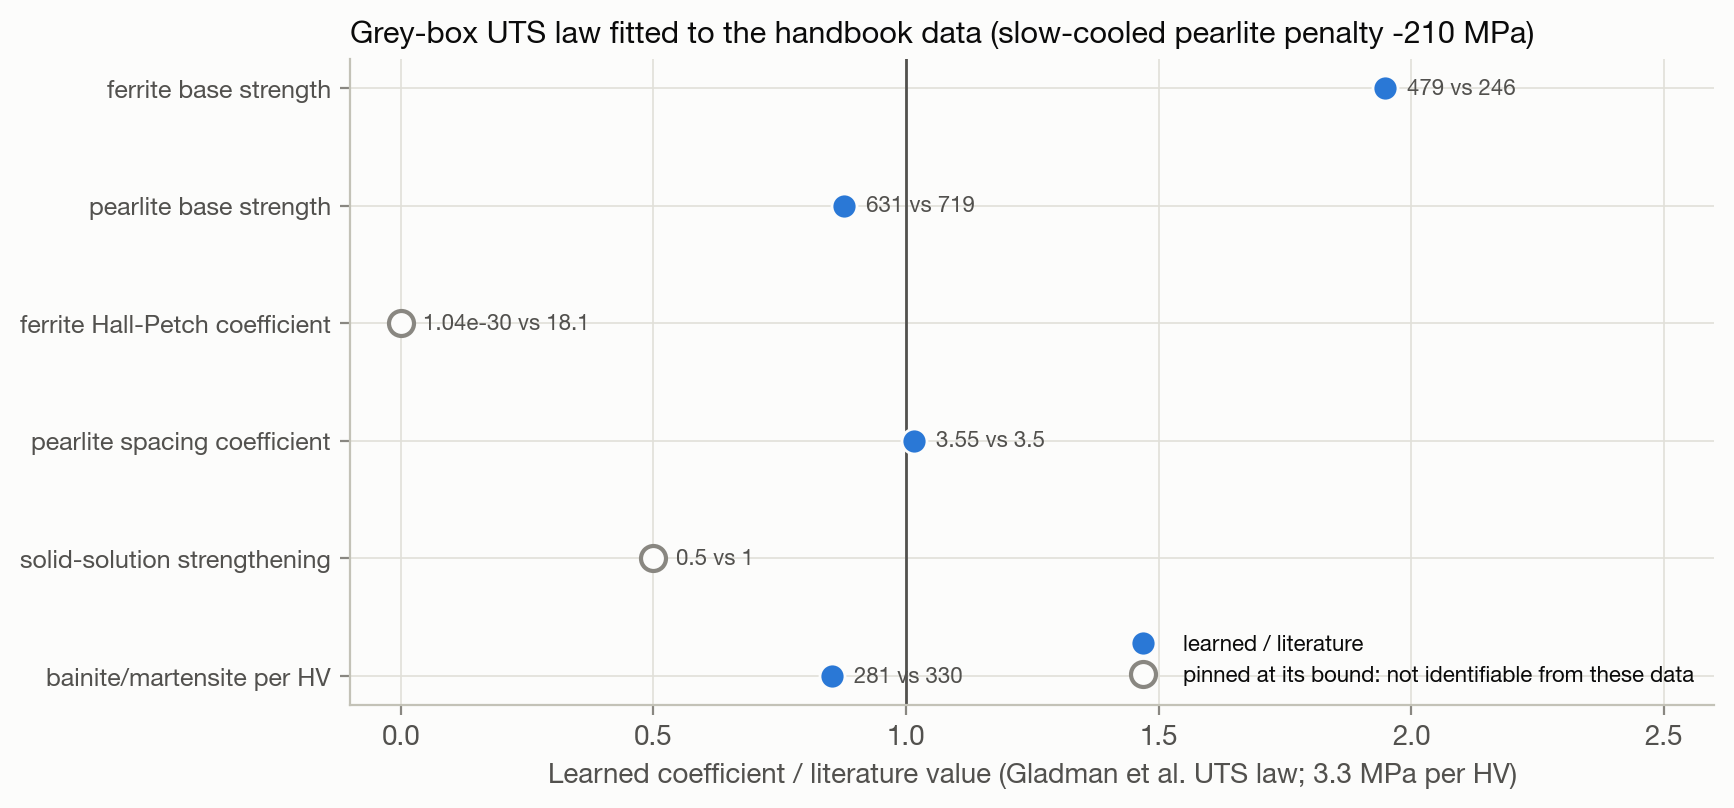 Grey-box UTS law fitted to the handbook data (slow-cooled pearlite penalty -210 MPa)
ferrite base strength
479 vs 246
pearlite base strength
631 vs 719
ferrite Hall-Petch coefficient
1.04e-30 vs 18.1
pearlite spacing coefficient
3.55 vs 3.5
solid-solution strengthening
0.5 vs 1
learned / literature
bainite/martensite per HV
281 vs 330
pinned at its bound: not identifiable from these data
0.0 0.5 1.0 1.5 2.0 2.5
Learned coefficient / literature value (Gladman et al. UTS law; 3.3 MPa per HV)